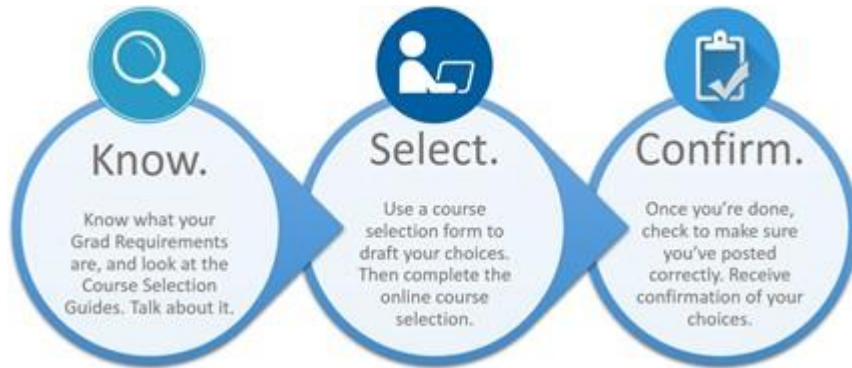 Know.
Know what your
Grad Requirements
are, and look at the
Course Selection
Guides. Talk about it.
Select.
Use a course
selection form to
draft your choices.
Then complete the
online course
selection.
Confirm.
Once you're done,
check to make sure
you've posted
correctly. Receive
confirmation of your
choices.